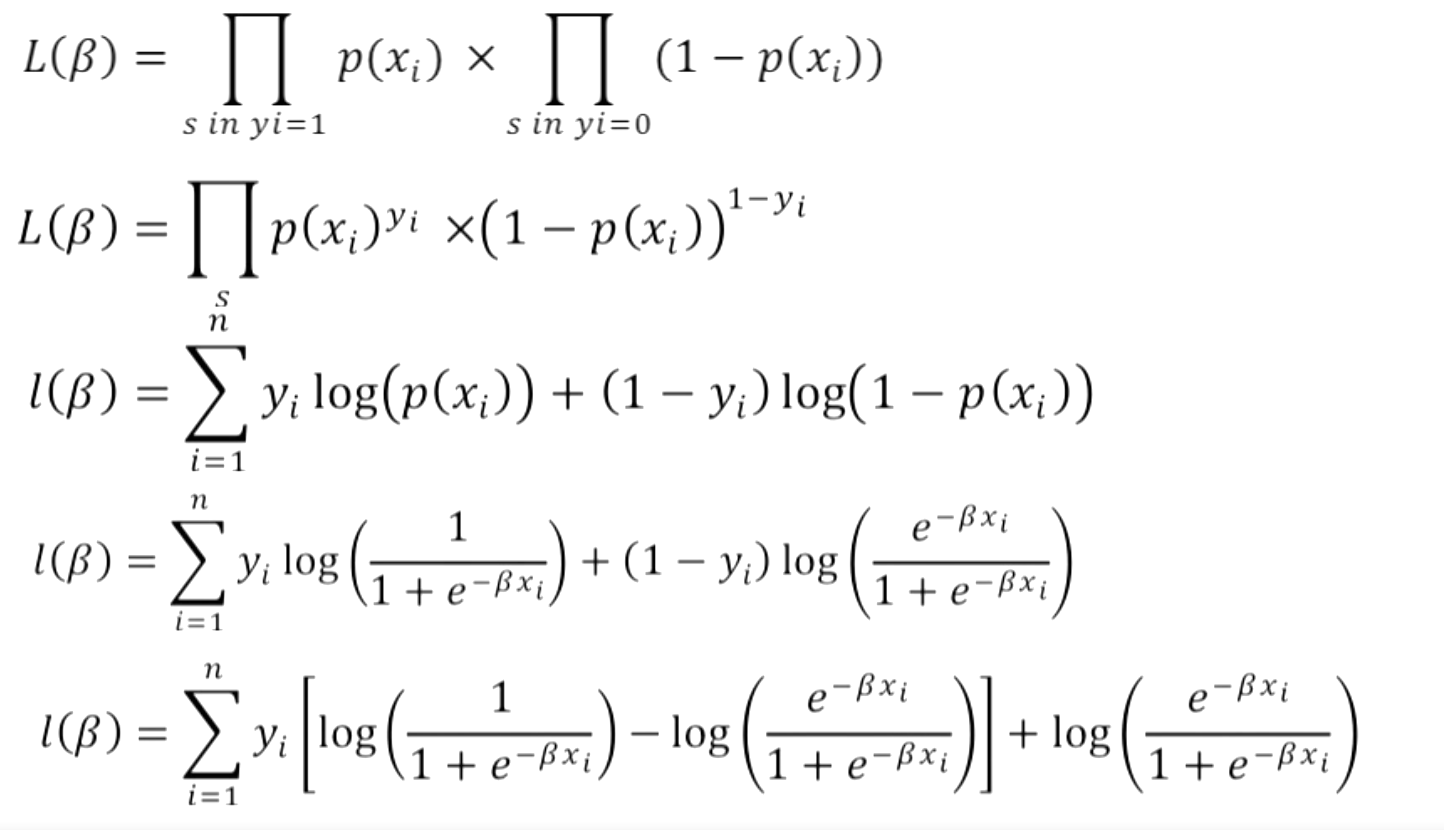 L(β) = ∏_{s in yi=1} p(x_i) × ∏_{s in yi=0} (1 − p(x_i))
L(β) = ∏_s p(x_i)^{y_i} × (1 − p(x_i))^{1−y_i}
l(β) = ∑_{i=1}^{n} y_i log(p(x_i)) + (1 − y_i) log(1 − p(x_i))
l(β) = ∑_{i=1}^{n} y_i log(1 / (1 + e^{−βx_i})) + (1 − y_i) log(e^{−βx_i} / (1 + e^{−βx_i}))
l(β) = ∑_{i=1}^{n} y_i [log(1 / (1 + e^{−βx_i})) − log(e^{−βx_i} / (1 + e^{−βx_i}))] + log(e^{−βx_i} / (1 + e^{−βx_i}))